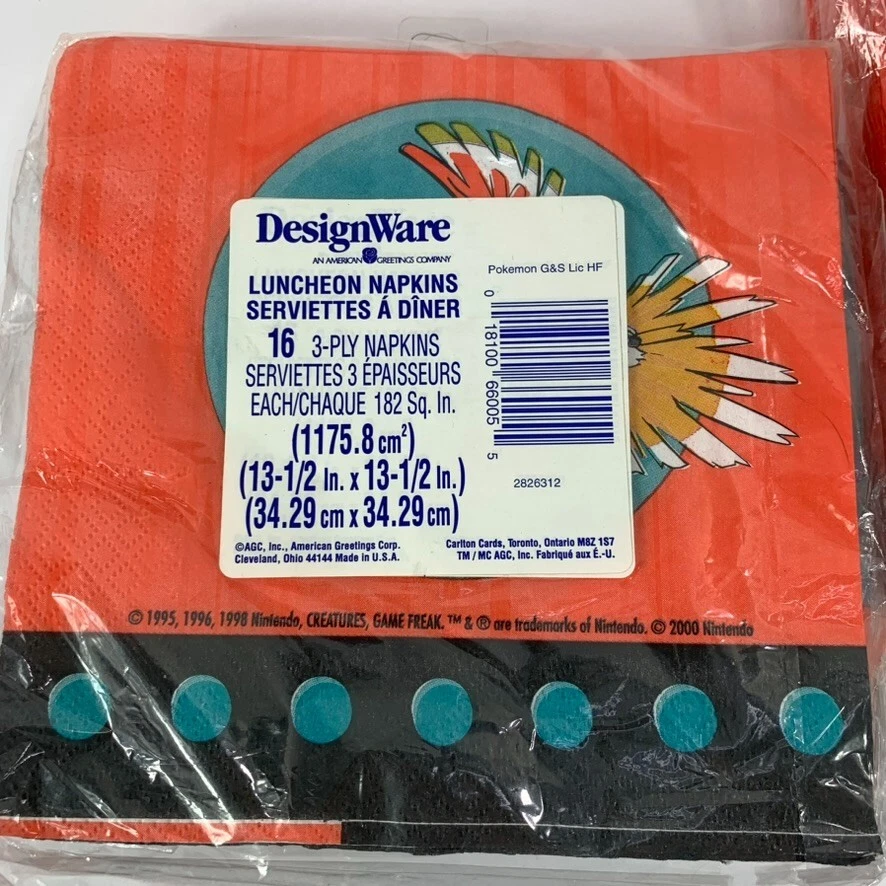 DesignWare
AN AMERICAN GREETINGS COMPANY
LUNCHEON NAPKINS
SERVIETTES Á DÎNER
16 3-PLY NAPKINS
SERVIETTES 3 ÉPAISSEURS
EACH/CHAQUE 182 Sq. In.
(1175.8 cm²)
(13-1/2 In. x 13-1/2 In.)
(34.29 cm x 34.29 cm)
©AGC, Inc., American Greetings Corp.
Cleveland, Ohio 44144 Made in U.S.A.
Pokemon G&S Lic HF
0 18100 66005 5
2826312
Carlton Cards, Toronto, Ontario M8Z 1S7
TM / MC AGC, Inc. Fabriqué aux É.-U.
© 1995, 1996, 1998 Nintendo, CREATURES, GAME FREAK. ™ & ® are trademarks of Nintendo. © 2000 Nintendo